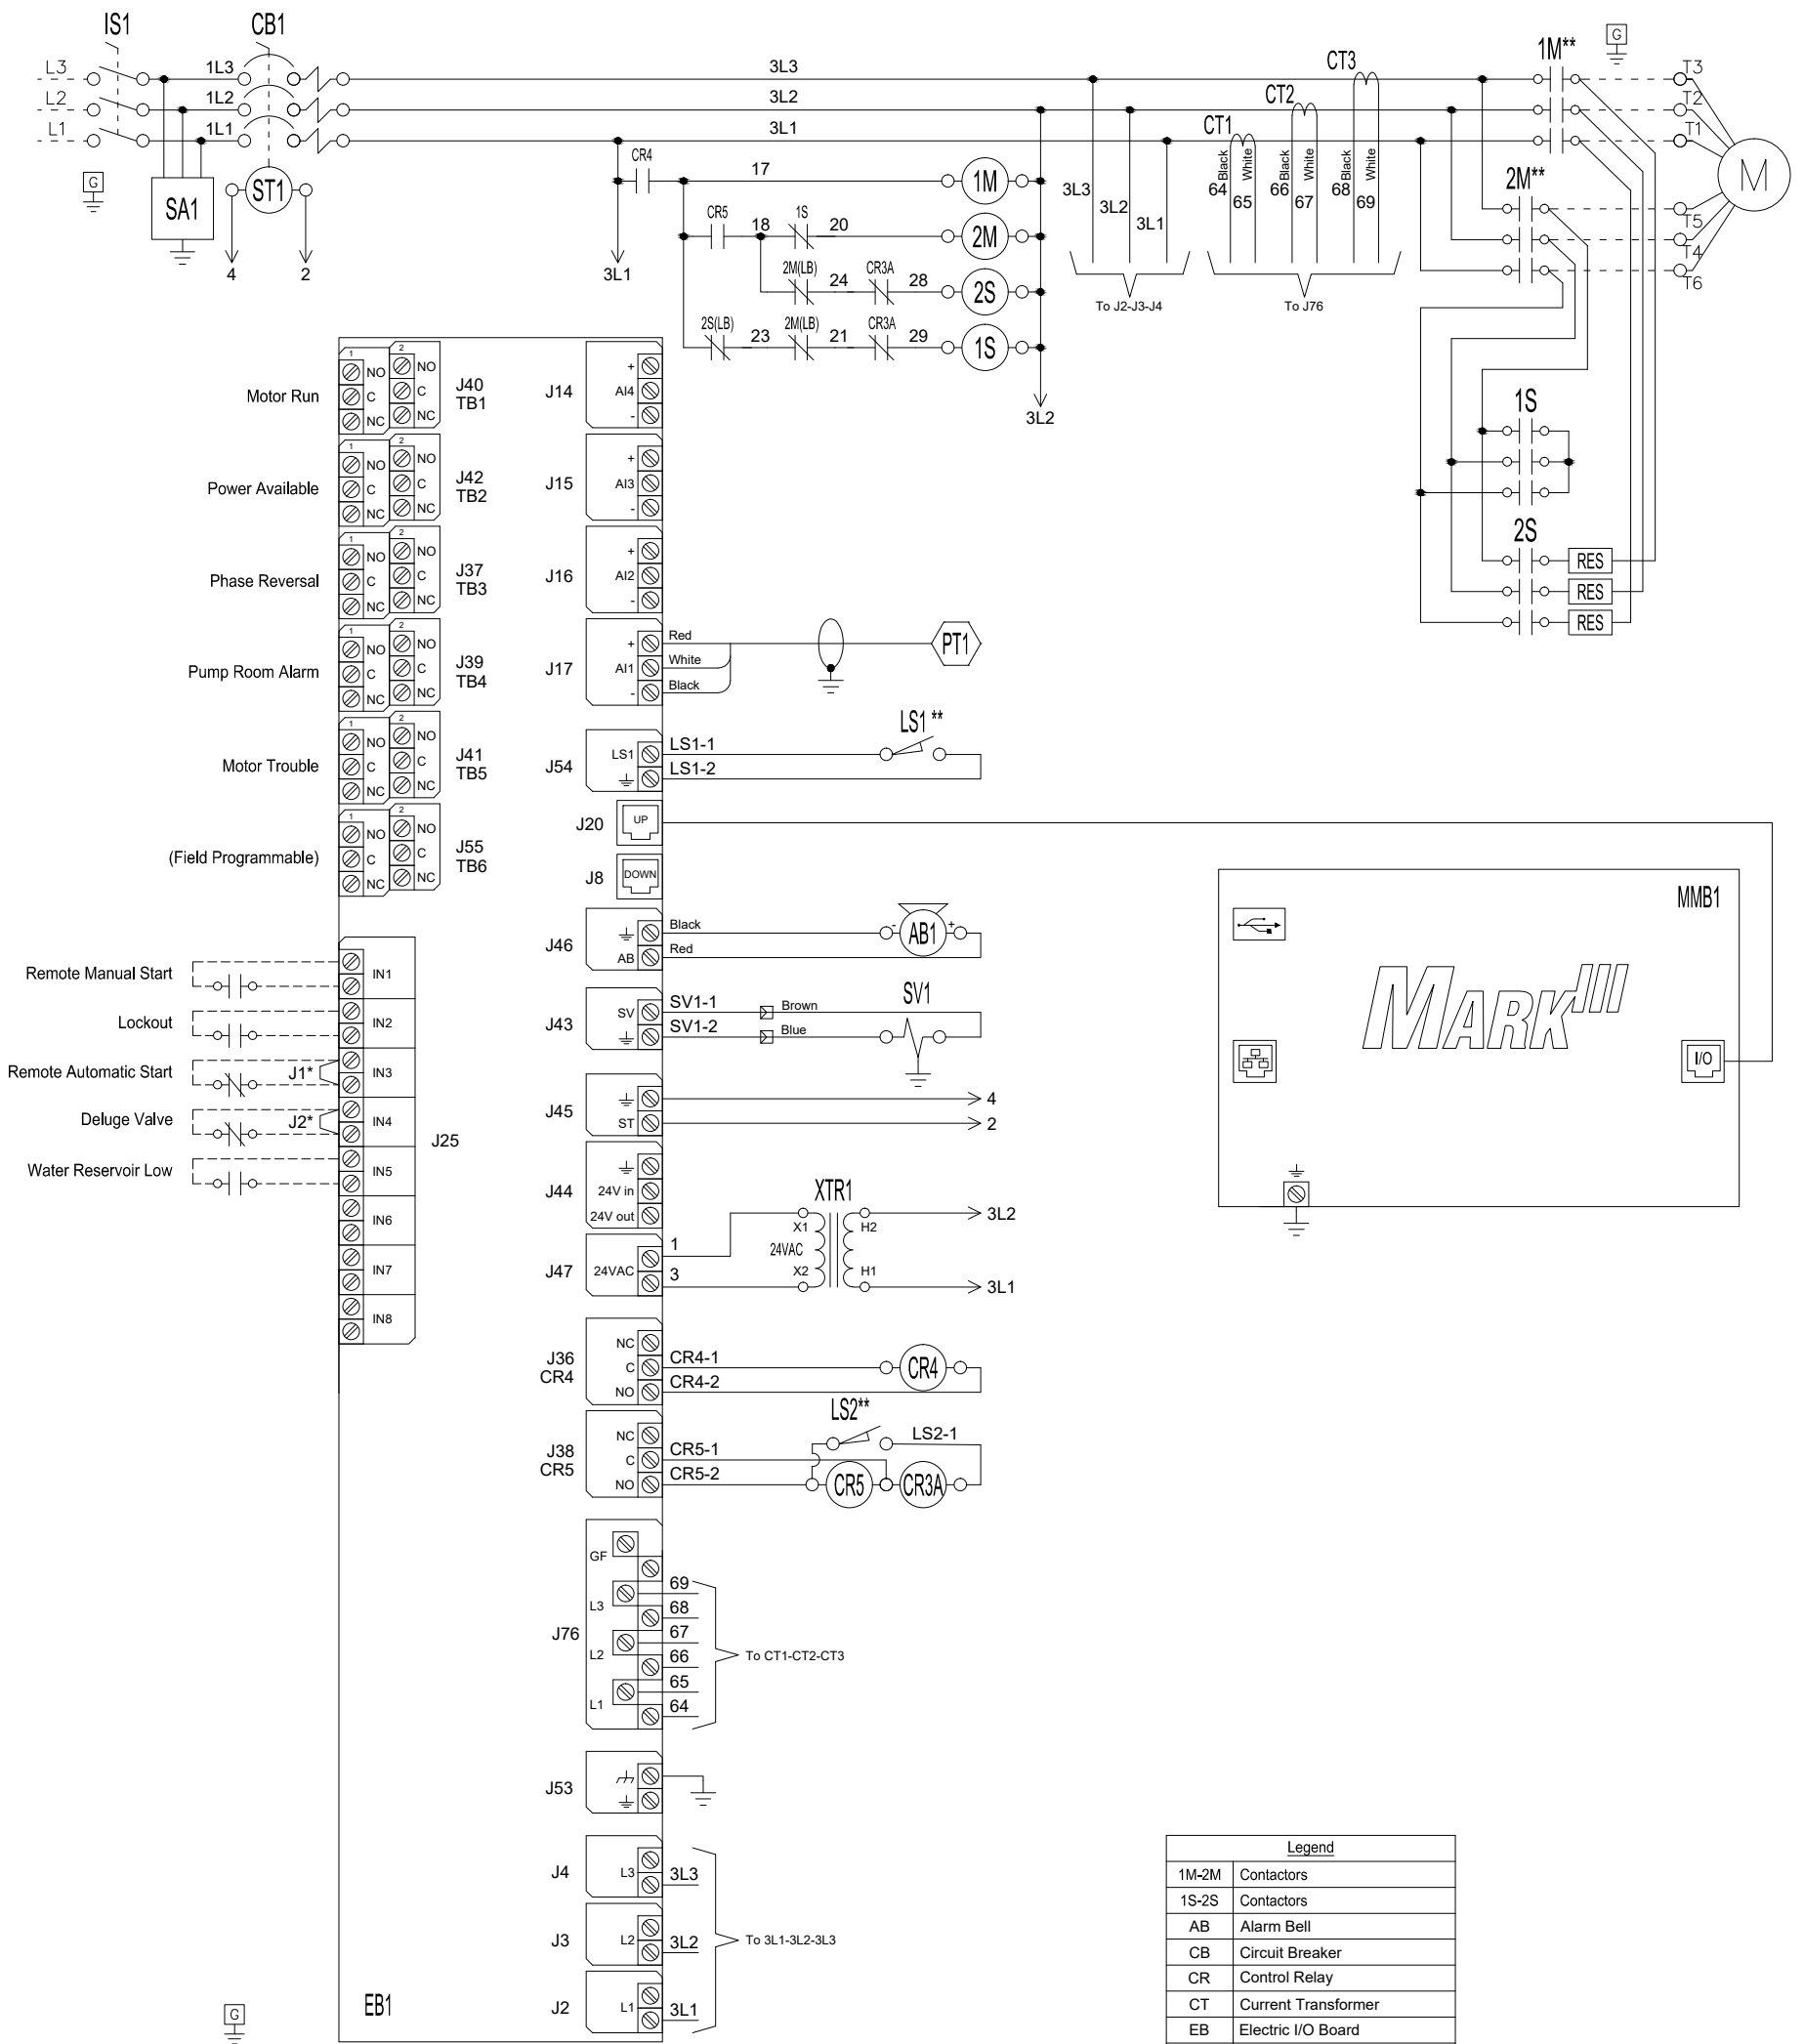 IS1
CB1
1M**
G
L3
1L3
3L3
CT3
T3
L2
1L2
3L2
CT2
T2
L1
1L1
3L1
CT1
T1
G
SA1
ST1
4
2
CR4
17
1M
3L1
CR5
18
1S
20
2M
2M(LB)
24
CR3A
28
2S
2S(LB)
23
2M(LB)
21
CR3A
29
1S
3L2
3L3
3L2
3L1
To J2-J3-J4
64
Black
65
White
66
Black
67
White
68
Black
69
White
To J76
2M**
M
T5
T4
T6
1S
2S
RES
RES
RES
Motor Run
1
NO
C
NC
2
NO
C
NC
J40
TB1
Power Available
1
NO
C
NC
2
NO
C
NC
J42
TB2
Phase Reversal
1
NO
C
NC
2
NO
C
NC
J37
TB3
Pump Room Alarm
1
NO
C
NC
2
NO
C
NC
J39
TB4
Motor Trouble
1
NO
C
NC
2
NO
C
NC
J41
TB5
(Field Programmable)
1
NO
C
NC
2
NO
C
NC
J55
TB6
Remote Manual Start
IN1
Lockout
IN2
Remote Automatic Start
J1*
IN3
Deluge Valve
J2*
IN4
J25
Water Reservoir Low
IN5
IN6
IN7
IN8
J14
+
AI4
-
J15
+
AI3
-
J16
+
AI2
-
J17
+
AI1
-
Red
White
Black
PT1
J54
LS1
LS1-1
LS1-2
LS1 **
J20
UP
J8
DOWN
J46
AB
Black
Red
-
AB1
+
J43
SV
SV1-1
SV1-2
Brown
Blue
SV1
J45
ST
4
2
J44
24V in
24V out
J47
24VAC
1
3
XTR1
X1
24VAC
X2
H2
H1
3L2
3L1
J36
CR4
NC
C
NO
CR4-1
CR4-2
CR4
J38
CR5
NC
C
NO
CR5-1
CR5-2
LS2**
LS2-1
CR5
CR3A
J76
GF
L3
L2
L1
69
68
67
66
65
64
To CT1-CT2-CT3
J53
J4
L3
3L3
J3
L2
3L2
J2
L1
3L1
To 3L1-3L2-3L3
EB1
G
MMB1
MARK III
I/O
Legend
1M-2M Contactors
1S-2S Contactors
AB Alarm Bell
CB Circuit Breaker
CR Control Relay
CT Current Transformer
EB Electric I/O Board